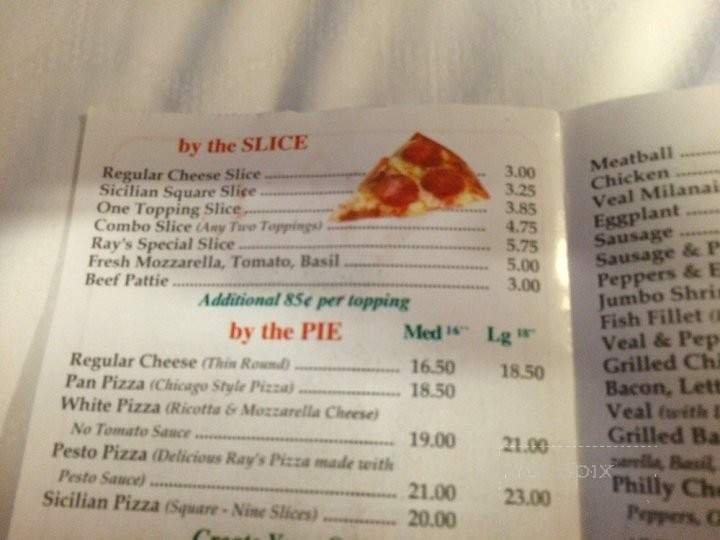 by the SLICE
Regular Cheese Slice 3.00
Sicilian Square Slice 3.25
One Topping Slice 3.85
Combo Slice (Any Two Toppings) 4.75
Ray's Special Slice 5.75
Fresh Mozzarella, Tomato, Basil 5.00
Beef Pattie 3.00
Additional 85¢ per topping
by the PIE Med 16" Lg 18"
Regular Cheese (Thin Round) 16.50 18.50
Pan Pizza (Chicago Style Pizza) 18.50
White Pizza (Ricotta & Mozzarella Cheese)
No Tomato Sauce 19.00 21.00
Pesto Pizza (Delicious Ray's Pizza made with
Pesto Sauce) 21.00 23.00
Sicilian Pizza (Square - Nine Slices) 20.00
Meatball
Chicken
Veal Milanai
Eggplant
Sausage
Sausage & P
Peppers & E
Jumbo Shri
Fish Fillet
Veal & Pep
Grilled Ch
Bacon, Lett
Veal (with
Grilled Ba
zarella, Basil,
Philly Ch
Peppers,